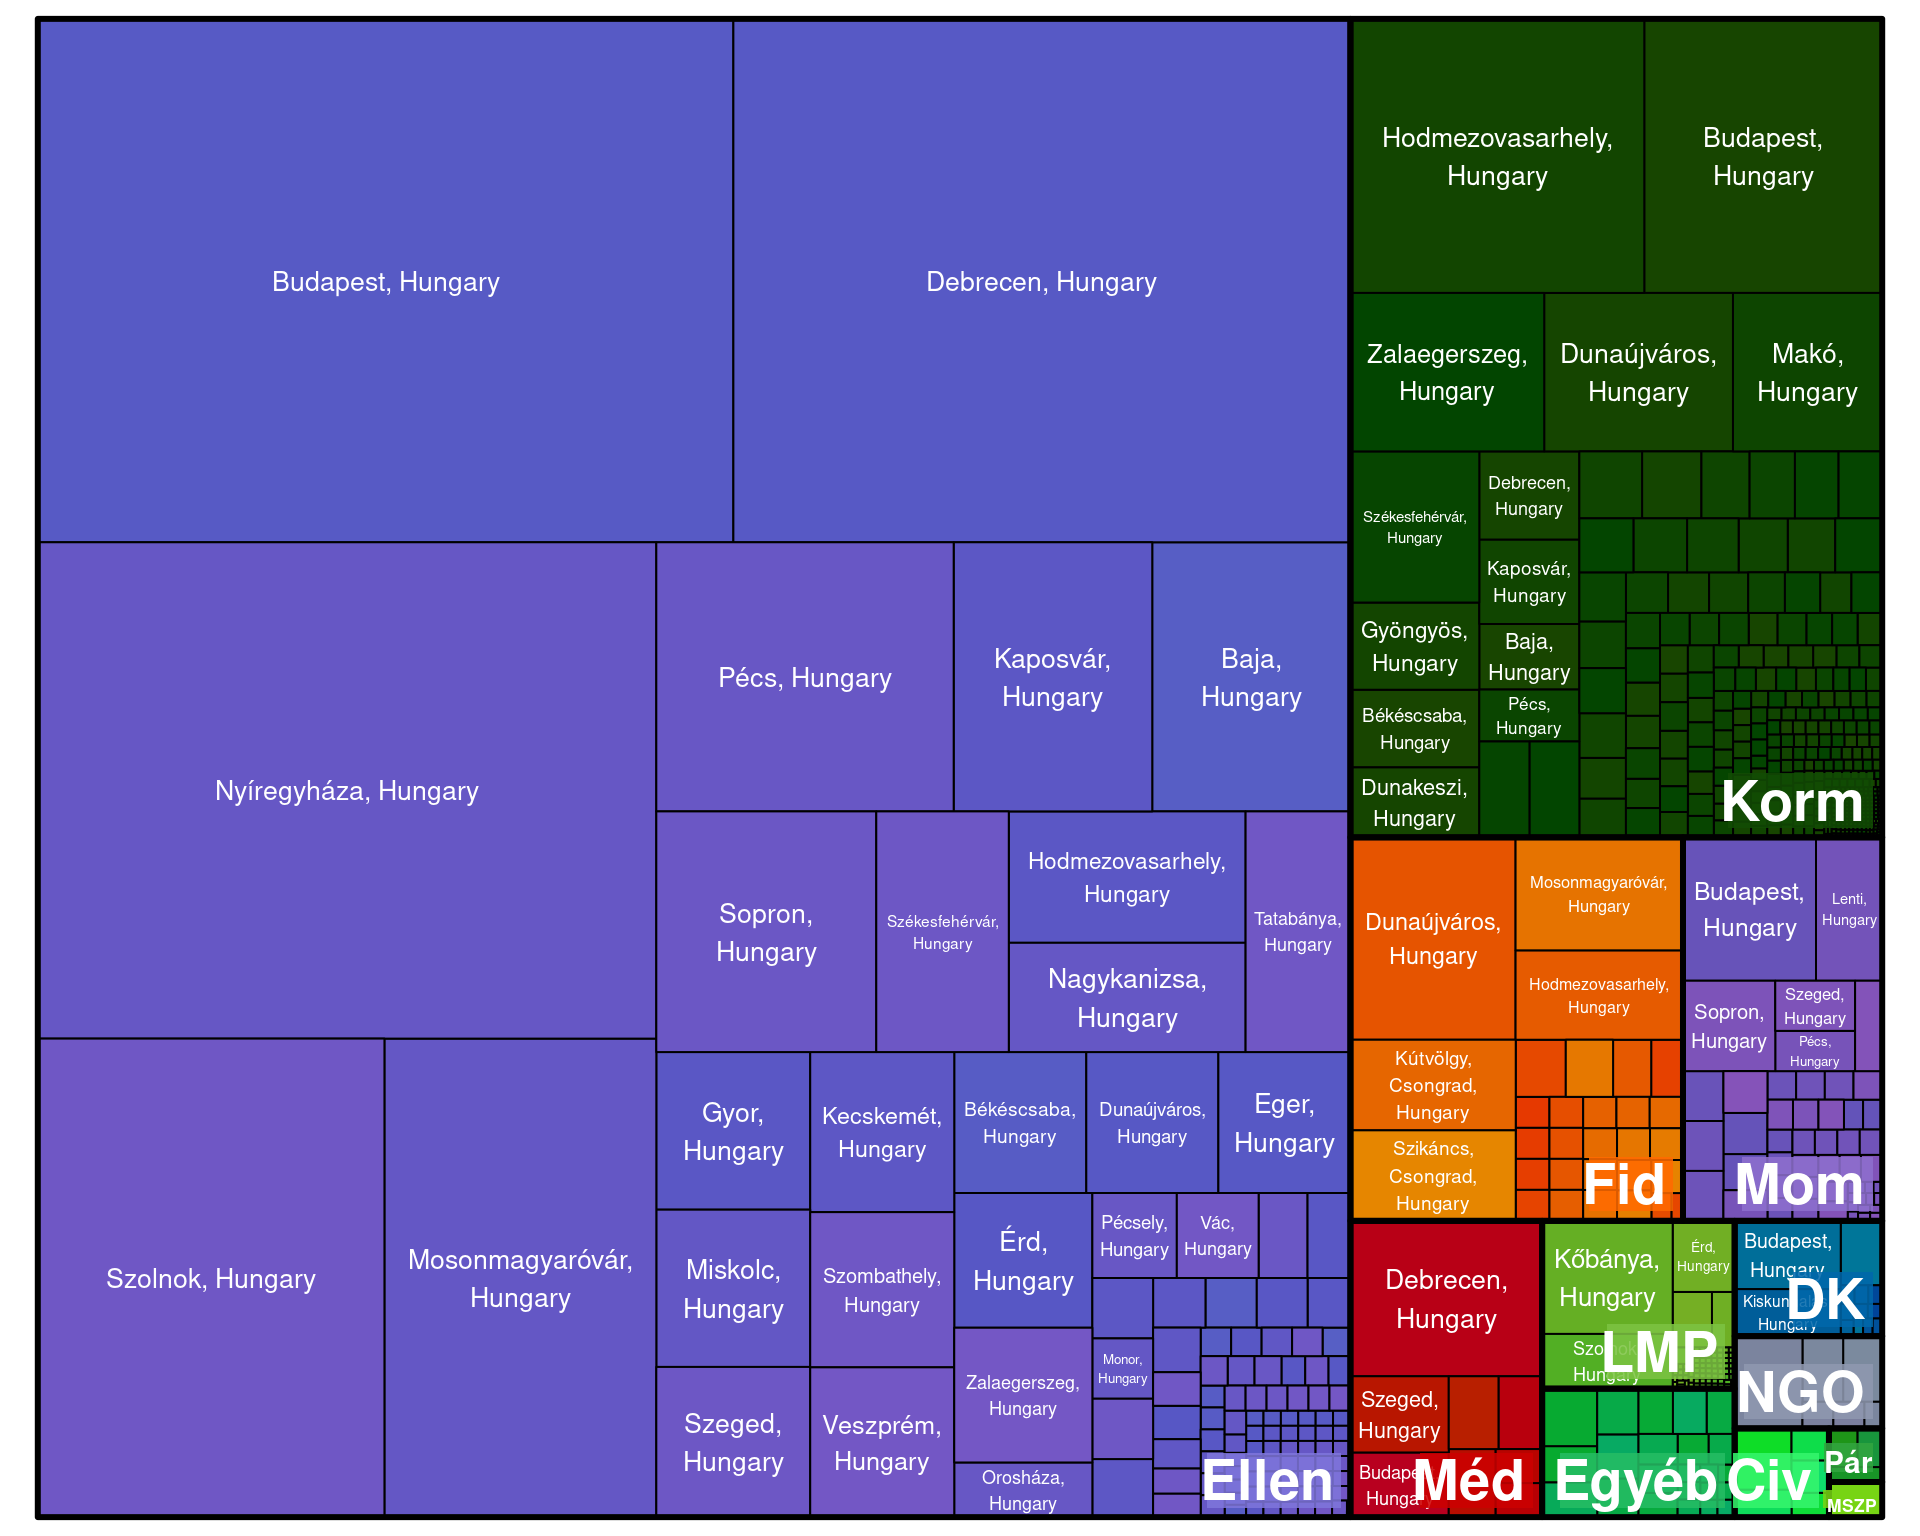 Budapest, Hungary
Debrecen, Hungary
Nyíregyháza, Hungary
Pécs, Hungary
Kaposvár,
Hungary
Baja,
Hungary
Sopron,
Hungary
Székesfehérvár,
Hungary
Hodmezovasarhely,
Hungary
Nagykanizsa,
Hungary
Tatabánya,
Hungary
Szolnok, Hungary
Mosonmagyaróvár,
Hungary
Gyor,
Hungary
Kecskemét,
Hungary
Békéscsaba,
Hungary
Dunaújváros,
Hungary
Eger,
Hungary
Miskolc,
Hungary
Szombathely,
Hungary
Érd,
Hungary
Pécsely,
Hungary
Vác,
Hungary
Szeged,
Hungary
Veszprém,
Hungary
Zalaegerszeg,
Hungary
Monor,
Hungary
Orosháza,
Hungary
Ellen
Hodmezovasarhely,
Hungary
Budapest,
Hungary
Zalaegerszeg,
Hungary
Dunaújváros,
Hungary
Makó,
Hungary
Székesfehérvár,
Hungary
Debrecen,
Hungary
Kaposvár,
Hungary
Gyöngyös,
Hungary
Baja,
Hungary
Békéscsaba,
Hungary
Pécs,
Hungary
Dunakeszi,
Hungary
Korm
Dunaújváros,
Hungary
Mosonmagyaróvár,
Hungary
Hodmezovasarhely,
Hungary
Kútvölgy,
Csongrad,
Hungary
Szikáncs,
Csongrad,
Hungary
Fid
Budapest,
Hungary
Lenti,
Hungary
Sopron,
Hungary
Szeged,
Hungary
Pécs,
Hungary
Mom
Debrecen,
Hungary
Szeged,
Hungary
Budape
Hungary
Méd
Kőbánya,
Hungary
Érd,
Hungary
Hungary
LMP
Budapest,
Hungary
Hungary
DK
NGO
Egyéb
Civ
Pár
MSZP